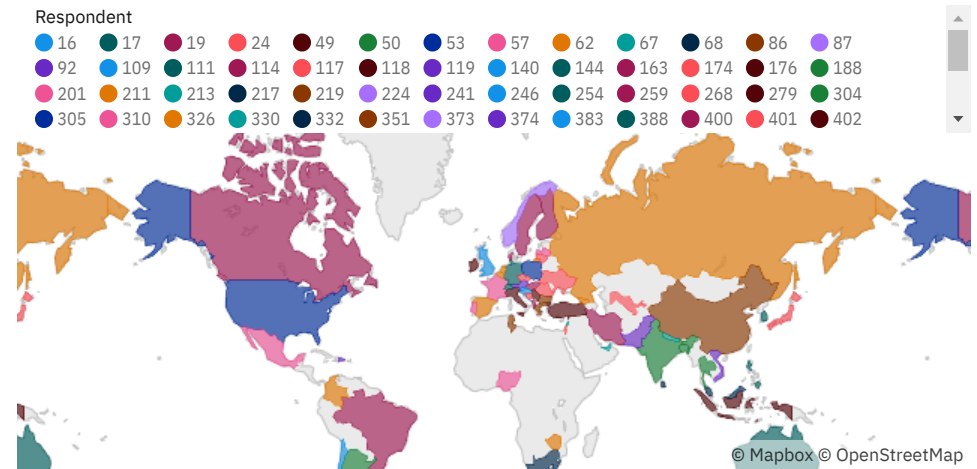 Respondent
16 17 19 24 49 50 53 57 62 67 68 86 87
92 109 111 114 117 118 119 140 144 163 174 176 188
201 211 213 217 219 224 241 246 254 259 268 279 304
305 310 326 330 332 351 373 374 383 388 400 401 402
© Mapbox © OpenStreetMap